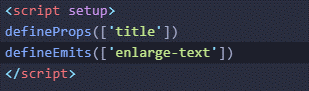 <script setup>
defineProps(['title'])
defineEmits(['enlarge-text'])
</script>